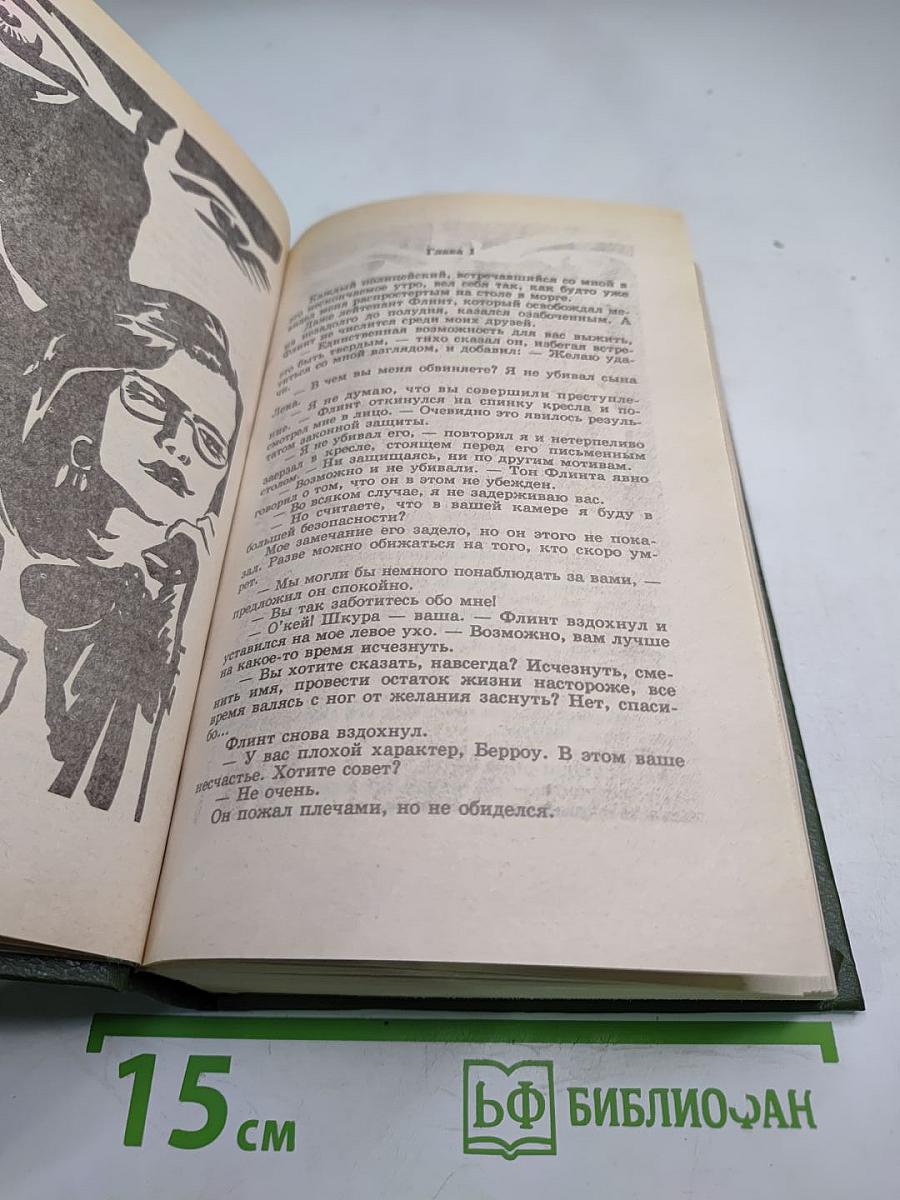 Глава 1
Каждый полицейский, встречавшийся со мной в
это нескончаемое утро, вел себя так, как будто уже
видел меня распростертым на столе в морге.
Даже лейтенант Флинт, который освобождал ме-
ня незадолго до полудня, казался озабоченным. А
Флинт не числится среди моих друзей.
— Единственная возможность для вас выжить,
это быть твердым, — тихо сказал он, избегая встре-
титься со мной взглядом, и добавил: — Желаю уда-
чи.
— В чем вы меня обвиняете? Я не убивал сына
Лена.
— Я не думаю, что вы совершили преступле-
ние. — Флинт откинулся на спинку кресла и по-
смотрел мне в лицо. — Очевидно это явилось резуль-
татом законной защиты.
— Я не убивал его, — повторил я и нетерпеливо
заерзал в кресле, стоящем перед его письменным
столом. — Ни защищаясь, ни по другим мотивам.
— Возможно и не убивали. — Тон Флинта явно
говорил о том, что он в этом не убежден.
— Во всяком случае, я не задерживаю вас.
— Но считаете, что в вашей камере я буду в
большей безопасности?
Мое замечание его задело, но он этого не пока-
зал. Разве можно обижаться на того, кто скоро ум-
рет.
— Мы могли бы немного понаблюдать за вами, —
предложил он спокойно.
— Вы так заботитесь обо мне!
— О'кей! Шкура — ваша. — Флинт вздохнул и
уставился на мое левое ухо. — Возможно, вам лучше
на какое-то время исчезнуть.
— Вы хотите сказать, навсегда? Исчезнуть, сме-
нить имя, провести остаток жизни настороже, все
время валясь с ног от желания заснуть? Нет, спаси-
бо...
Флинт снова вздохнул.
— У вас плохой характер, Берроу. В этом ваше
несчастье. Хотите совет?
— Не очень.
Он пожал плечами, но не обиделся.
15 см
БФ БИБЛИОФАН